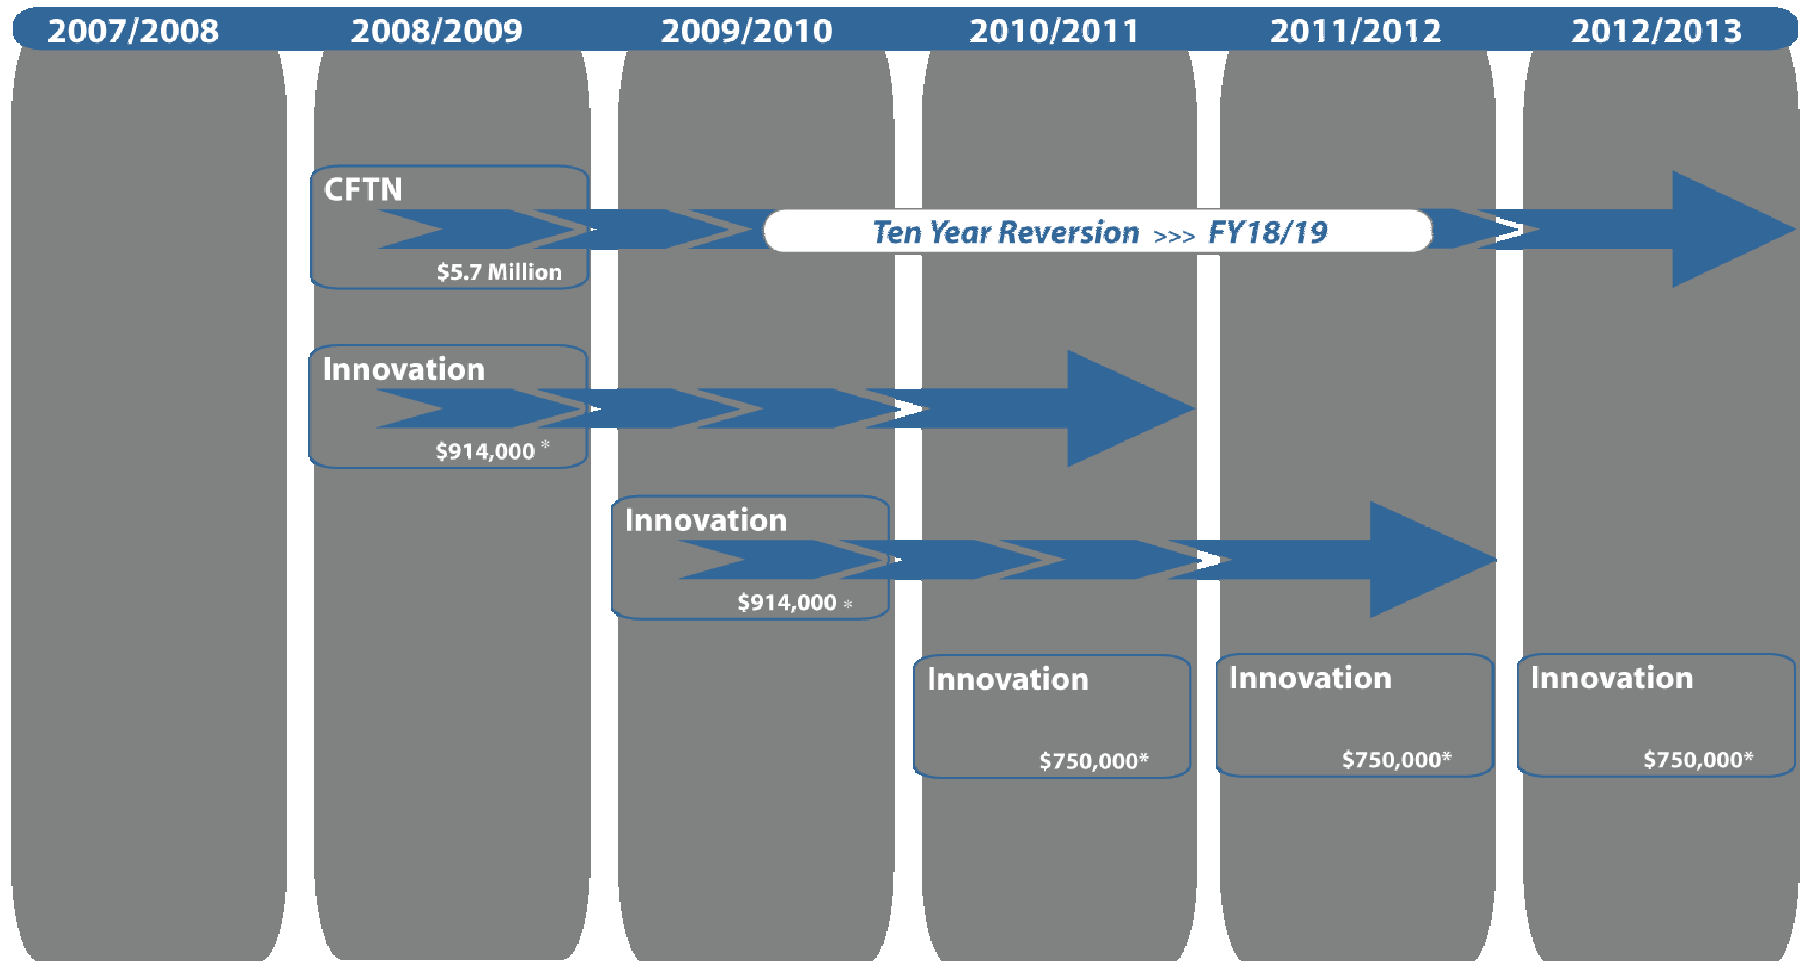 2007/2008 2008/2009 2009/2010 2010/2011 2011/2012 2012/2013
CFTN
Ten Year Reversion >>> FY18/19
$5.7 Million
Innovation
$914,000 *
Innovation
$914,000 *
Innovation Innovation Innovation
$750,000* $750,000* $750,000*